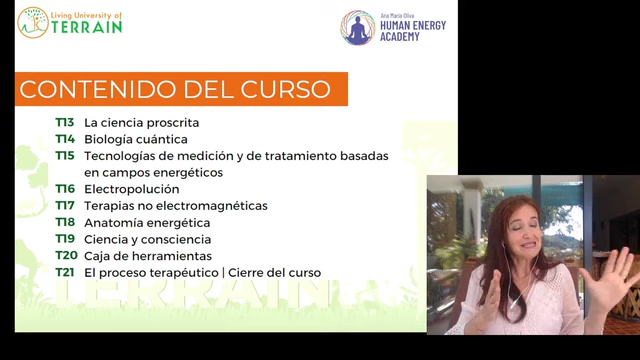 Living University of
TERRAIN
Ana María Oliva
HUMAN ENERGY
ACADEMY
CONTENIDO DEL CURSO
T13 La ciencia proscrita
T14 Biología cuántica
T15 Tecnologías de medición y de tratamiento basadas
en campos energéticos
T16 Electropolución
T17 Terapias no electromagnéticas
T18 Anatomía energética
T19 Ciencia y consciencia
T20 Caja de herramientas
T21 El proceso terapéutico | Cierre del curso
TERRAIN